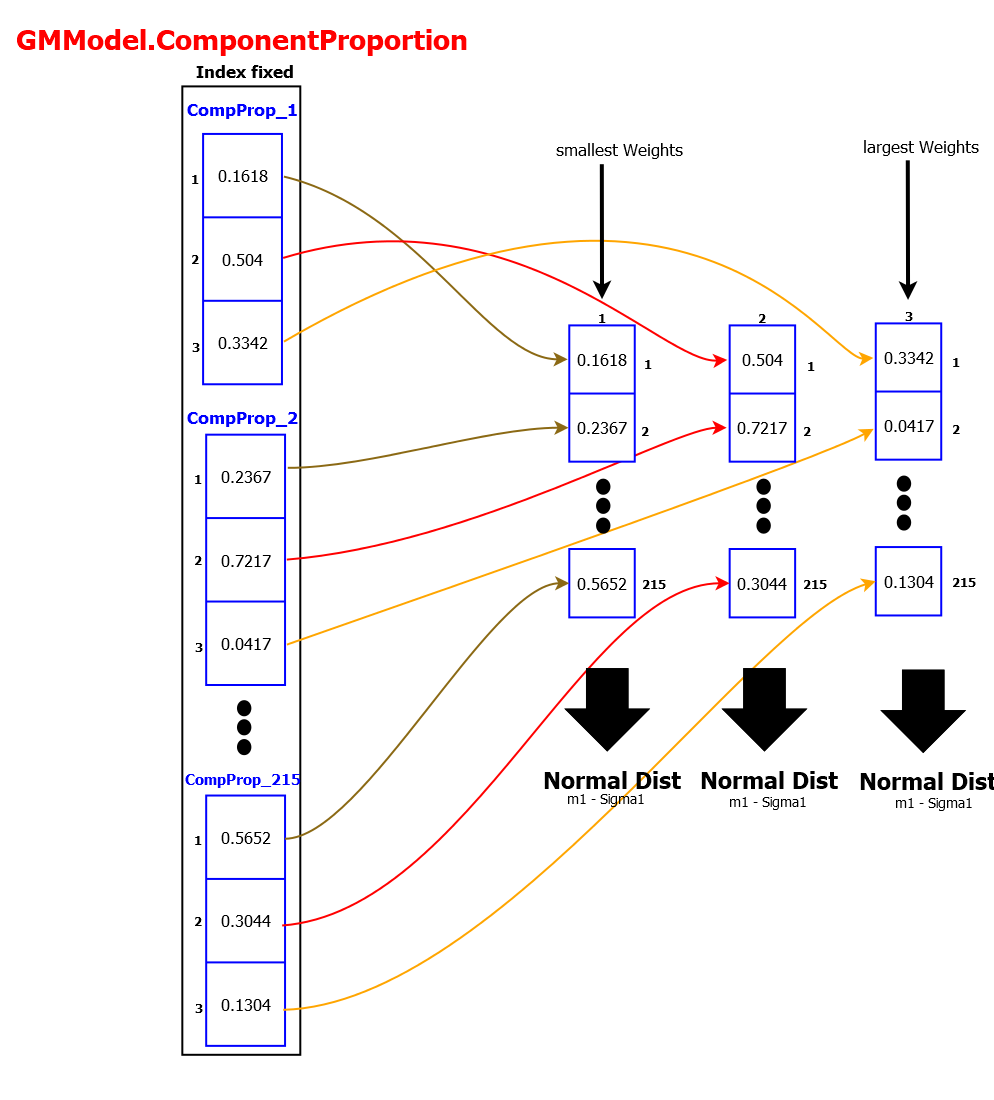 GMModel.ComponentProportion
Index fixed
CompProp_1
1 0.1618
2 0.504
3 0.3342
CompProp_2
1 0.2367
2 0.7217
3 0.0417
CompProp_215
1 0.5652
2 0.3044
3 0.1304
smallest Weights
largest Weights
1 2 3
0.1618 1 0.504 1 0.3342 1
0.2367 2 0.7217 2 0.0417 2
0.5652 215 0.3044 215 0.1304 215
Normal Dist Normal Dist Normal Dist
m1 - Sigma1 m1 - Sigma1 m1 - Sigma1